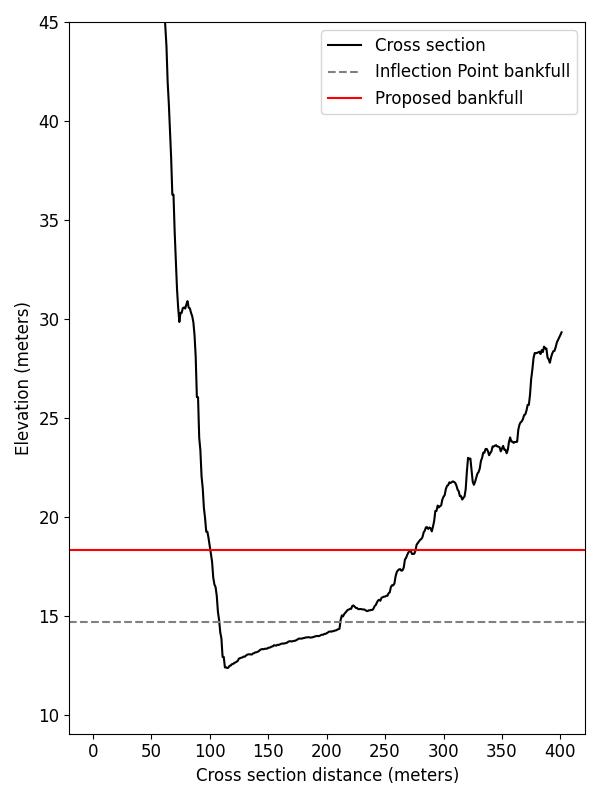 45
40
35
30
25
20
15
10
Elevation (meters)
Cross section
Inflection Point bankfull
Proposed bankfull
0 50 100 150 200 250 300 350 400
Cross section distance (meters)